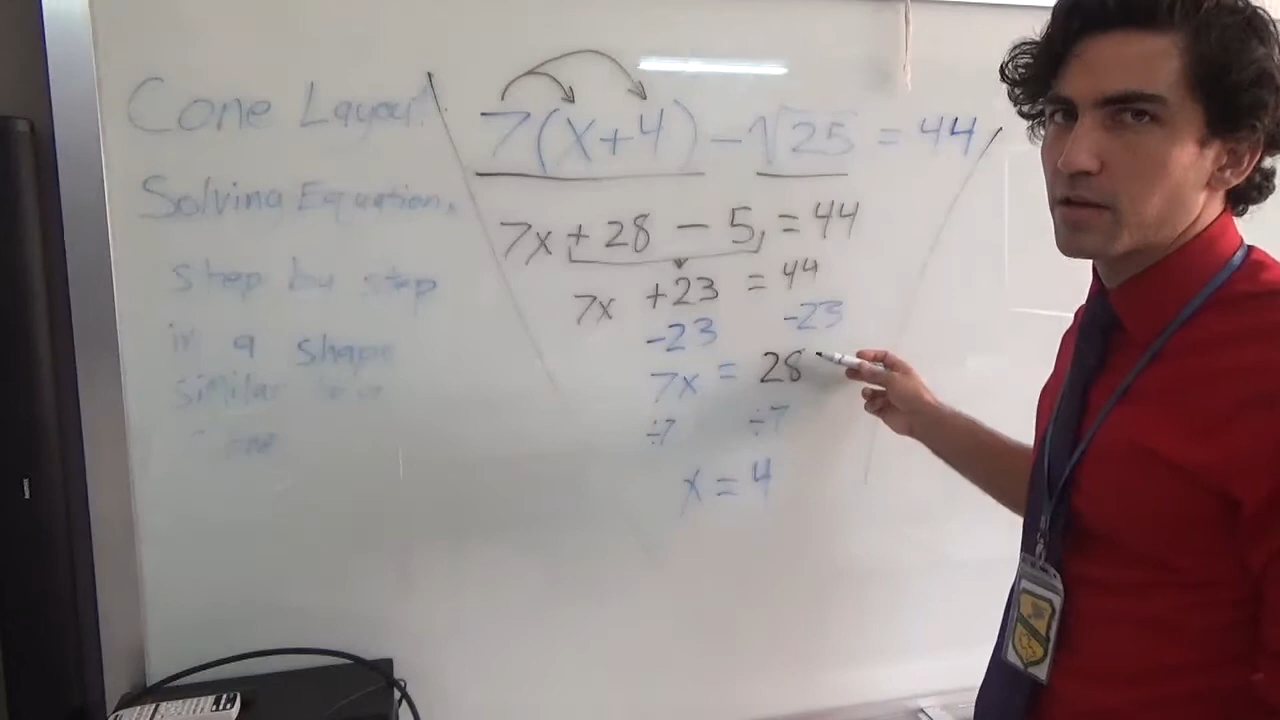 Cone Layout
Solving Equation,
step by step
in a shape
similar to a
cone
7(x+4) - √25 = 44
7x + 28 - 5 = 44
7x +23 = 44
-23 -23
7x = 28
÷7 ÷7
x = 4